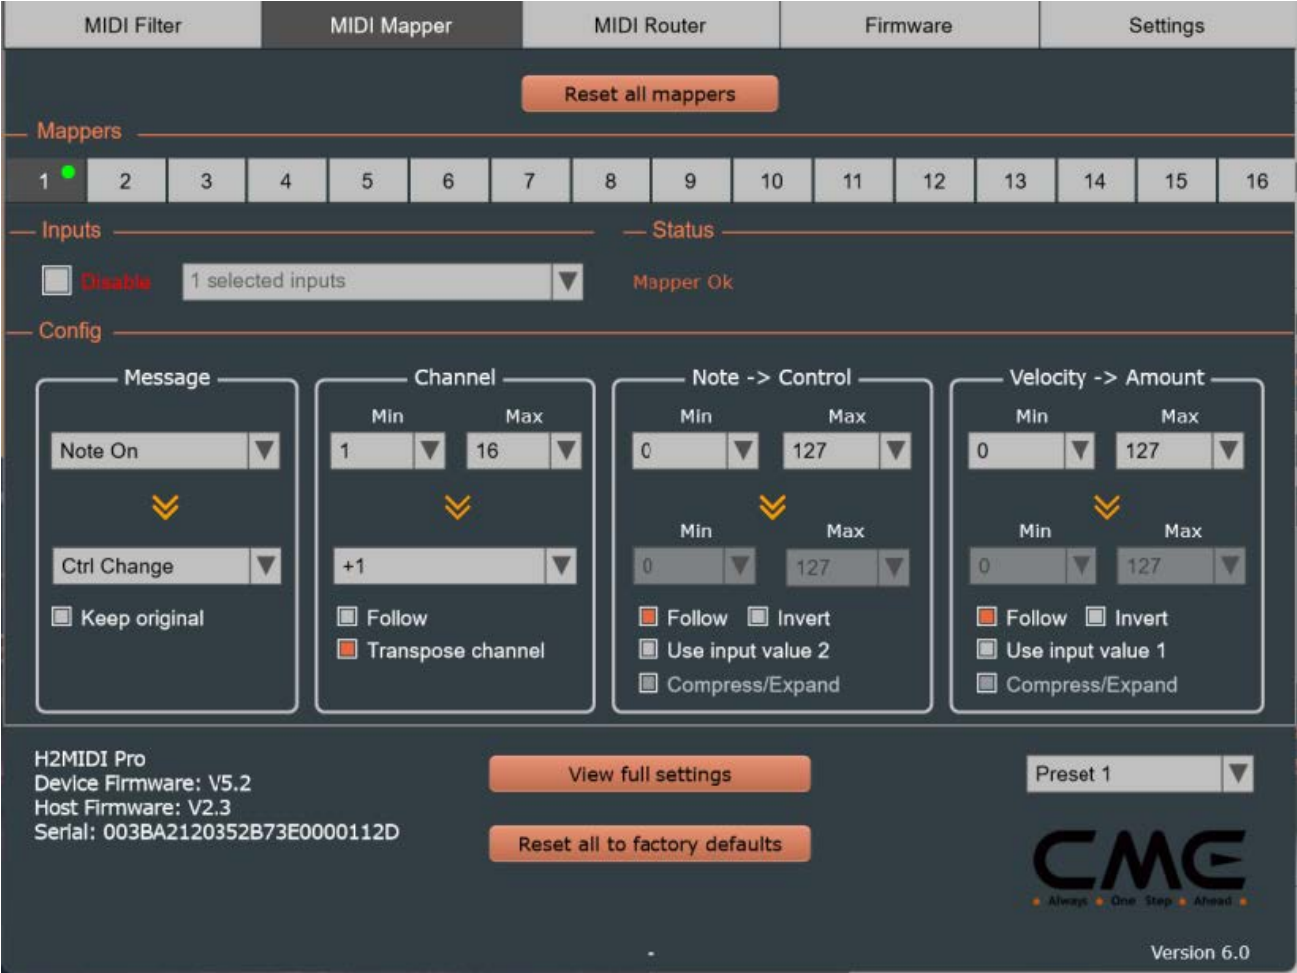 MIDI Filter MIDI Mapper MIDI Router Firmware Settings
Reset all mappers
Mappers
1 2 3 4 5 6 7 8 9 10 11 12 13 14 15 16
Inputs Status
Disable 1 selected inputs Mapper Ok
Config
Message Channel Note -> Control Velocity -> Amount
Min Max Min Max Min Max
Note On 1 16 0 127 0 127
Min Max Min Max
Ctrl Change +1 0 127 0 127
Keep original Follow Follow Invert Follow Invert
Transpose channel Use input value 2 Use input value 1
Compress/Expand Compress/Expand
H2MIDI Pro
Device Firmware: V5.2
Host Firmware: V2.3
Serial: 003BA2120352B73E0000112D
View full settings Preset 1
Reset all to factory defaults
CME
Always One Step Ahead
-
Version 6.0